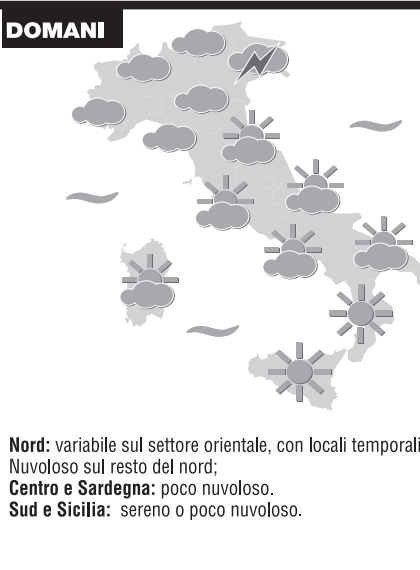 DOMANI
Nord: variabile sul settore orientale, con locali temporali
Nuvoloso sul resto del nord;
Centro e Sardegna: poco nuvoloso.
Sud e Sicilia: sereno o poco nuvoloso.